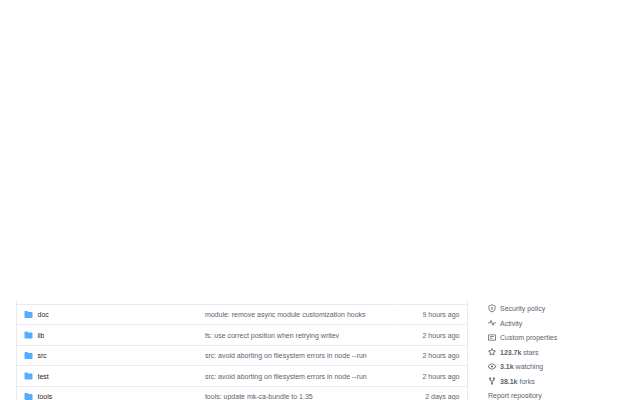 doc module: remove async module customization hooks 9 hours ago
lib fs: use correct position when retrying writev 2 hours ago
src src: avoid aborting on filesystem errors in node --run 2 hours ago
test src: avoid aborting on filesystem errors in node --run 2 hours ago
tools tools: update mk-ca-bundle to 1.35 2 days ago
Security policy
Activity
Custom properties
123.7k stars
3.1k watching
38.1k forks
Report repository